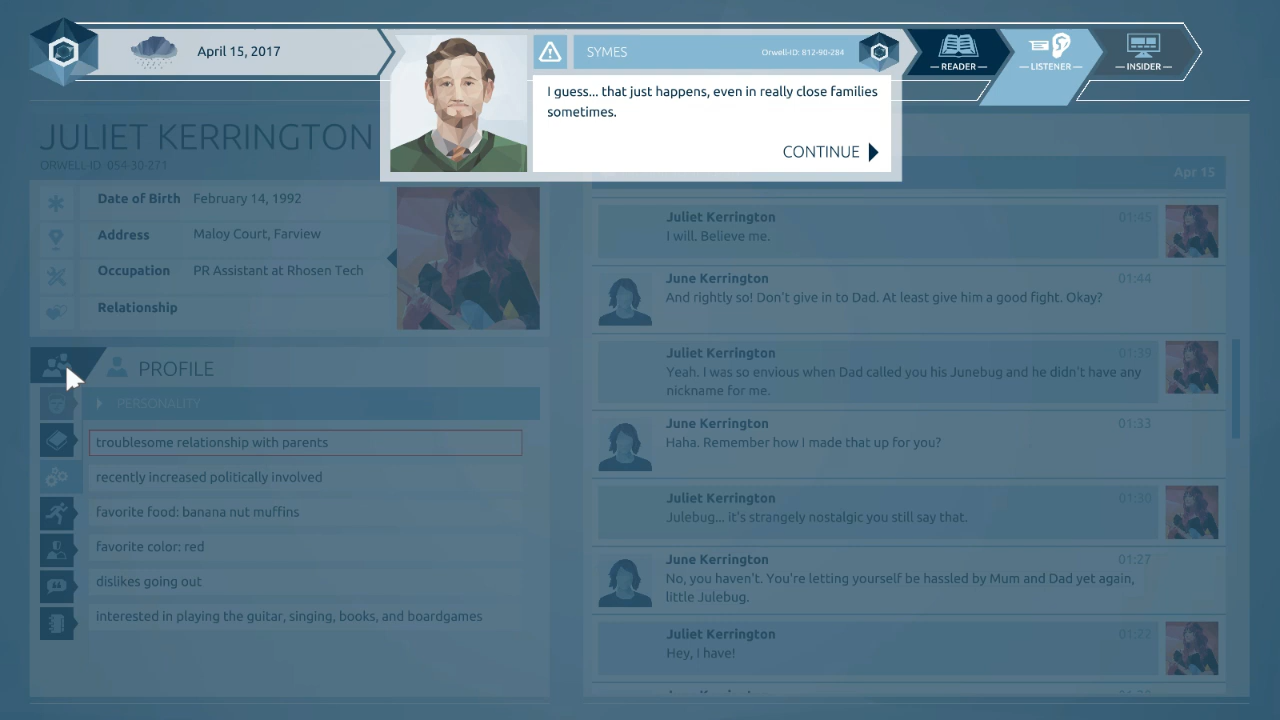 April 15, 2017
SYMES
Orwell-ID: 812-90-284
I guess... that just happens, even in really close families
sometimes.
CONTINUE
— READER —
— LISTENER —
— INSIDER —
JULIET KERRINGTON
ORWELL ID 054-30-271
Date of Birth February 14, 1992
Address Maloy Court, Farview
Occupation PR Assistant at Rhosen Tech
Relationship
PROFILE
PERSONALITY
troublesome relationship with parents
recently increased politically involved
favorite food: banana nut muffins
favorite color: red
dislikes going out
interested in playing the guitar, singing, books, and boardgames
Apr 15
Juliet Kerrington 01:45
I will. Believe me.
June Kerrington 01:44
And rightly so! Don't give in to Dad. At least give him a good fight. Okay?
Juliet Kerrington 01:39
Yeah. I was so envious when Dad called you his Junebug and he didn't have any
nickname for me.
June Kerrington 01:33
Haha. Remember how I made that up for you?
Juliet Kerrington 01:30
Julebug... it's strangely nostalgic you still say that.
June Kerrington 01:27
No, you haven't. You're letting yourself be hassled by Mum and Dad yet again,
little Julebug.
Juliet Kerrington 01:22
Hey, I have!